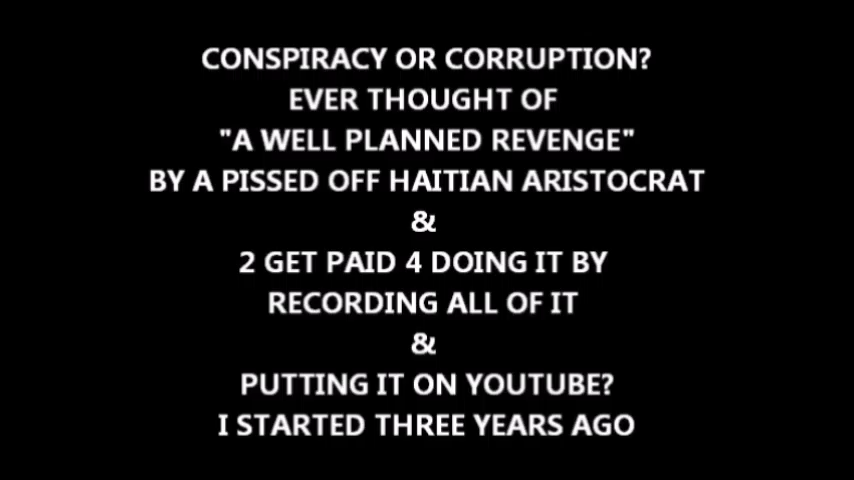 CONSPIRACY OR CORRUPTION?
EVER THOUGHT OF
"A WELL PLANNED REVENGE"
BY A PISSED OFF HAITIAN ARISTOCRAT
&
2 GET PAID 4 DOING IT BY
RECORDING ALL OF IT
&
PUTTING IT ON YOUTUBE?
I STARTED THREE YEARS AGO